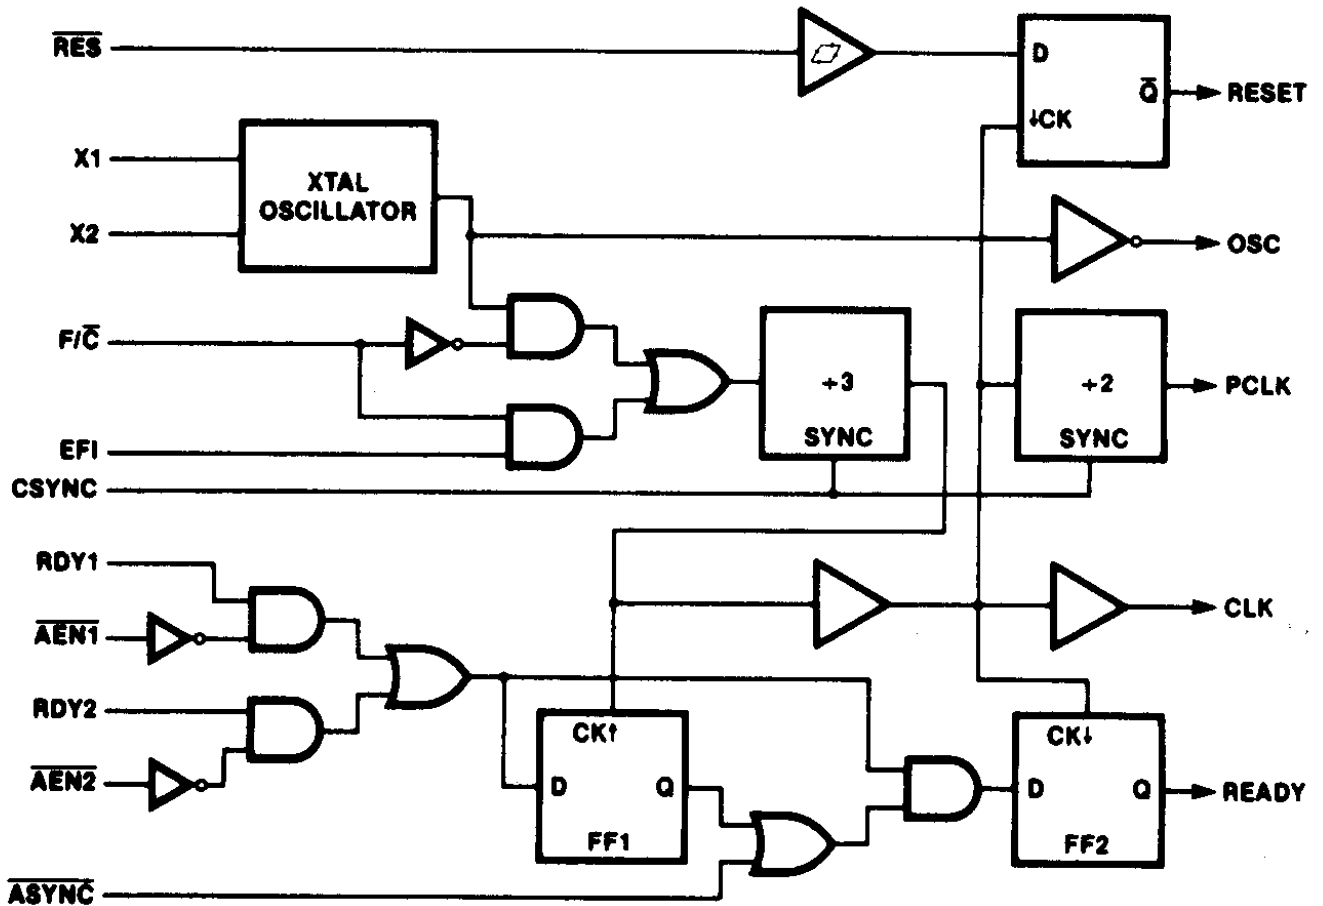 RES
D
Q
RESET
↓CK
X1
XTAL
OSCILLATOR
X2
OSC
F/C
÷3
÷2
PCLK
SYNC
SYNC
EFI
CSYNC
RDY1
AEN1
CLK
RDY2
CK↑
CK↓
AEN2
D
Q
D
Q
READY
FF1
FF2
ASYNC